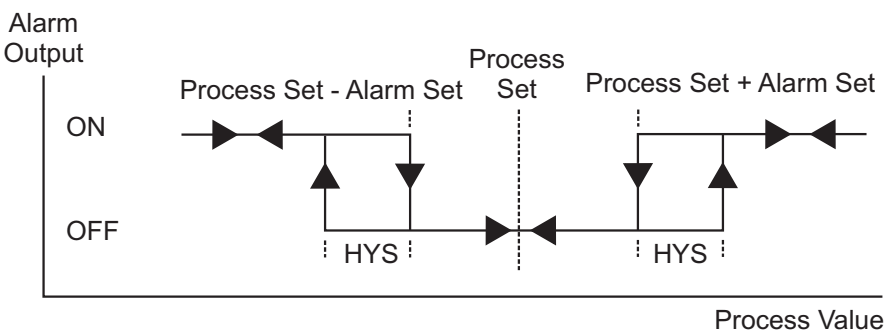 Alarm
Output
Process
Set
Process Set - Alarm Set
Process Set + Alarm Set
ON
OFF
HYS
HYS
Process Value